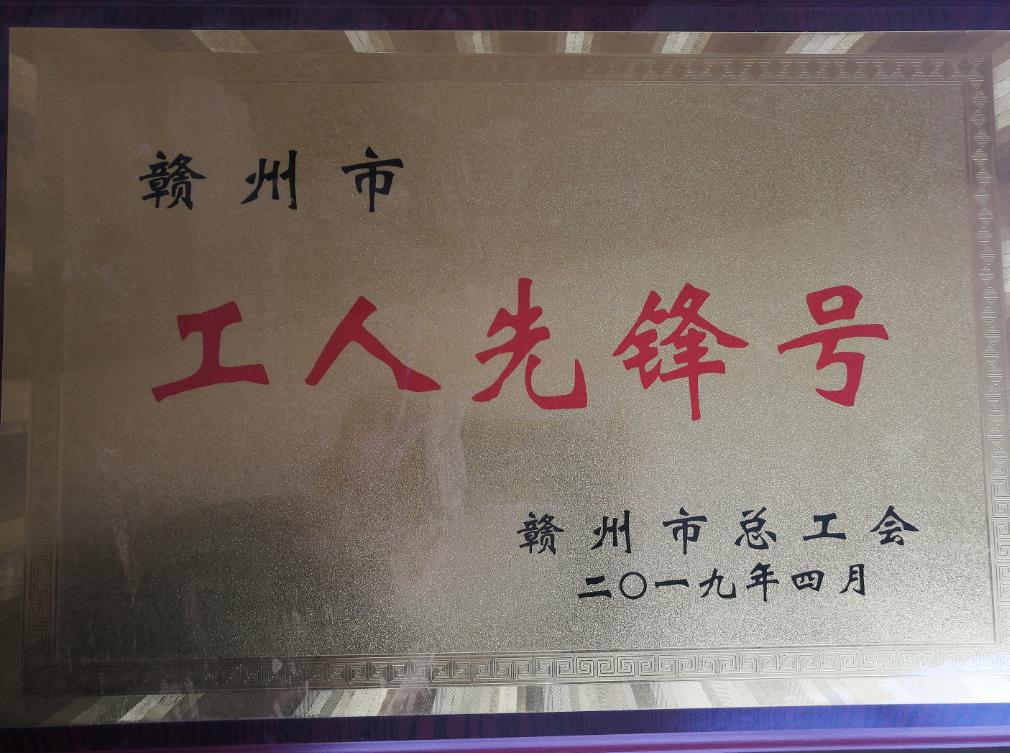 赣州市
工人先锋号
赣州市总工会
二〇一九年四月